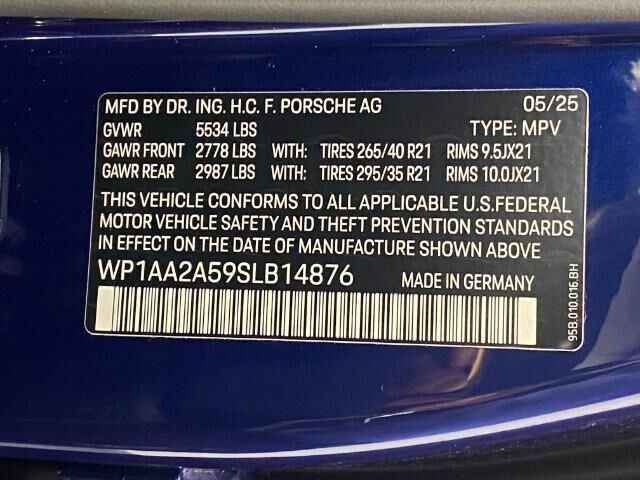 MFD BY DR. ING. H.C. F. PORSCHE AG 05/25
GVWR 5534 LBS TYPE: MPV
GAWR FRONT 2778 LBS WITH: TIRES 265/40 R21 RIMS 9.5JX21
GAWR REAR 2987 LBS WITH: TIRES 295/35 R21 RIMS 10.0JX21
THIS VEHICLE CONFORMS TO ALL APPLICABLE U.S.FEDERAL
MOTOR VEHICLE SAFETY AND THEFT PREVENTION STANDARDS
IN EFFECT ON THE DATE OF MANUFACTURE SHOWN ABOVE
WP1AA2A59SLB14876 MADE IN GERMANY
95B.010.016.BH